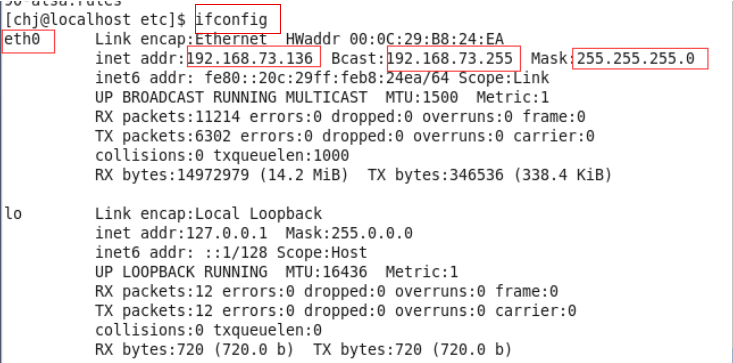 [chj@localhost etc]$ ifconfig
eth0 Link encap:Ethernet HWaddr 00:0C:29:B8:24:EA
inet addr:192.168.73.136 Bcast:192.168.73.255 Mask:255.255.255.0
inet6 addr: fe80::20c:29ff:feb8:24ea/64 Scope:Link
UP BROADCAST RUNNING MULTICAST MTU:1500 Metric:1
RX packets:11214 errors:0 dropped:0 overruns:0 frame:0
TX packets:6302 errors:0 dropped:0 overruns:0 carrier:0
collisions:0 txqueuelen:1000
RX bytes:14972979 (14.2 MiB) TX bytes:346536 (338.4 KiB)
lo Link encap:Local Loopback
inet addr:127.0.0.1 Mask:255.0.0.0
inet6 addr: ::1/128 Scope:Host
UP LOOPBACK RUNNING MTU:16436 Metric:1
RX packets:12 errors:0 dropped:0 overruns:0 frame:0
TX packets:12 errors:0 dropped:0 overruns:0 carrier:0
collisions:0 txqueuelen:0
RX bytes:720 (720.0 b) TX bytes:720 (720.0 b)